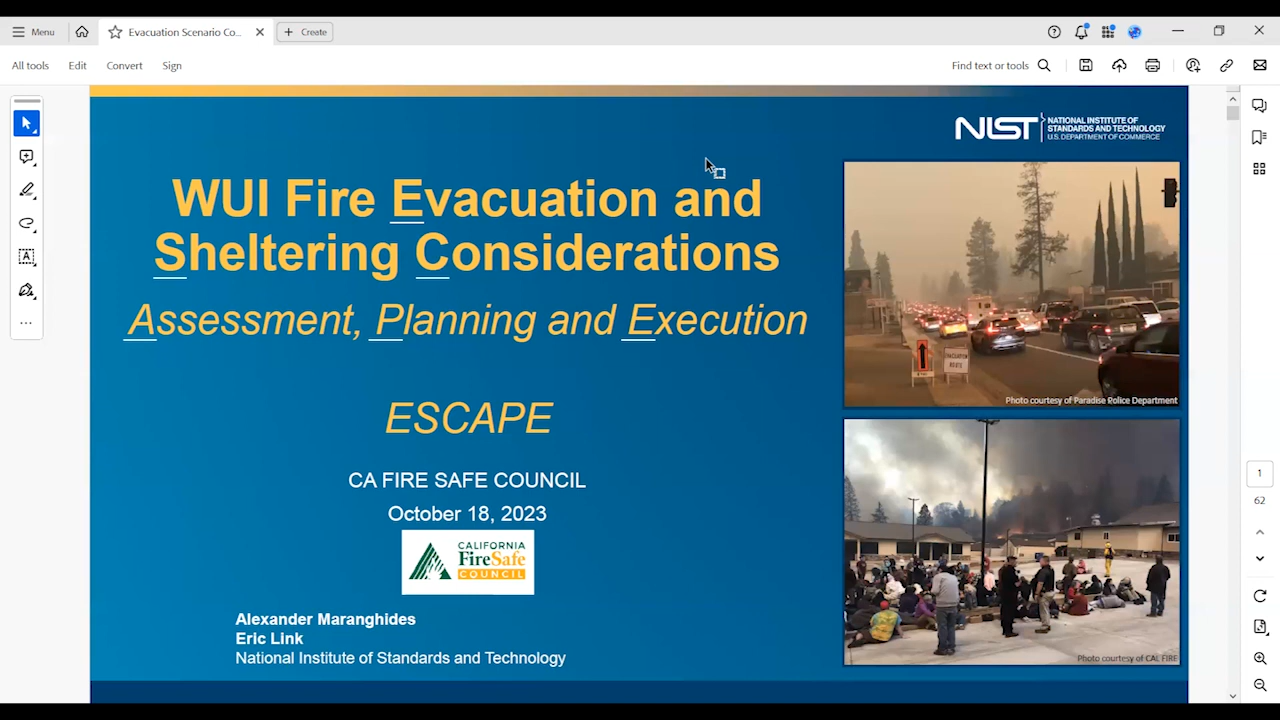 Menu
Evacuation Scenario Co...
Create
All tools
Edit
Convert
Sign
Find text or tools
NIST
NATIONAL INSTITUTE OF
STANDARDS AND TECHNOLOGY
U.S. DEPARTMENT OF COMMERCE
WUI Fire Evacuation and
Sheltering Considerations
Assessment, Planning and Execution
ESCAPE
CA FIRE SAFE COUNCIL
October 18, 2023
CALIFORNIA
FireSafe
COUNCIL
Alexander Maranghides
Eric Link
National Institute of Standards and Technology
EVACUATION
ROUTE
Photo courtesy of Paradise Police Department
Photo courtesy of CAL FIRE
1
62